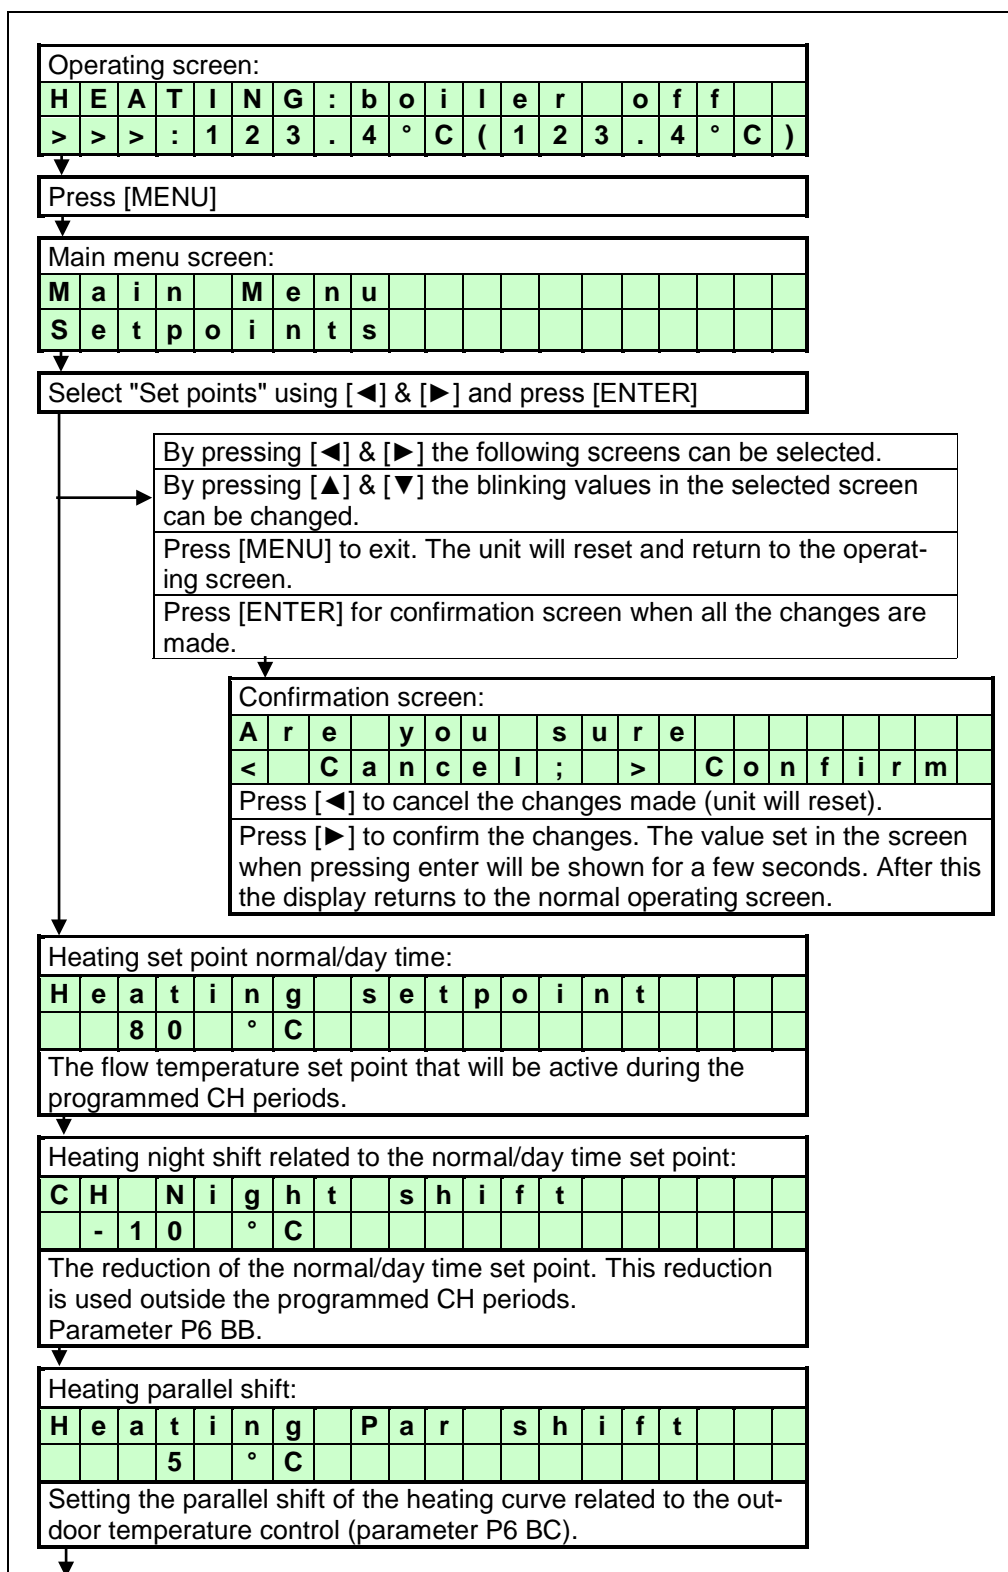 Operating screen:
HEATING:boiler off
>>>:123.4°C(123.4°C)
Press [MENU]
Main menu screen:
Main Menu
Setpoints
Select "Set points" using [◄] & [►] and press [ENTER]
By pressing [◄] & [►] the following screens can be selected.
By pressing [▲] & [▼] the blinking values in the selected screen
can be changed.
Press [MENU] to exit. The unit will reset and return to the operat-
ing screen.
Press [ENTER] for confirmation screen when all the changes are
made.
Confirmation screen:
Are you sure
< Cancel; > Confirm
Press [◄] to cancel the changes made (unit will reset).
Press [►] to confirm the changes. The value set in the screen
when pressing enter will be shown for a few seconds. After this
the display returns to the normal operating screen.
Heating set point normal/day time:
Heating setpoint
80 °C
The flow temperature set point that will be active during the
programmed CH periods.
Heating night shift related to the normal/day time set point:
CH Night shift
-10 °C
The reduction of the normal/day time set point. This reduction
is used outside the programmed CH periods.
Parameter P6 BB.
Heating parallel shift:
Heating Par shift
5 °C
Setting the parallel shift of the heating curve related to the out-
door temperature control (parameter P6 BC).